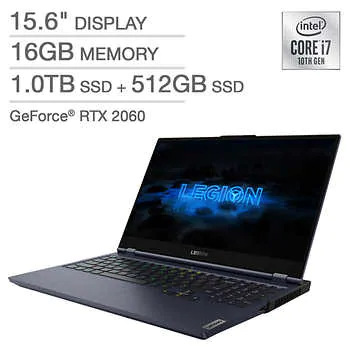 15.6" DISPLAY
16GB MEMORY
1.0TB SSD + 512GB SSD
GeForce® RTX 2060
intel
CORE i7
10TH GEN
LEGION
LEGION